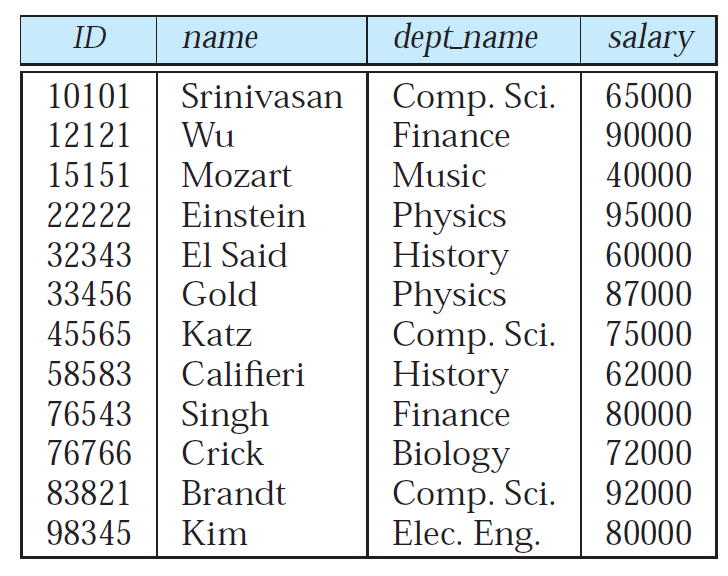 ID name dept_name salary
10101 Srinivasan Comp. Sci. 65000
12121 Wu Finance 90000
15151 Mozart Music 40000
22222 Einstein Physics 95000
32343 El Said History 60000
33456 Gold Physics 87000
45565 Katz Comp. Sci. 75000
58583 Califieri History 62000
76543 Singh Finance 80000
76766 Crick Biology 72000
83821 Brandt Comp. Sci. 92000
98345 Kim Elec. Eng. 80000